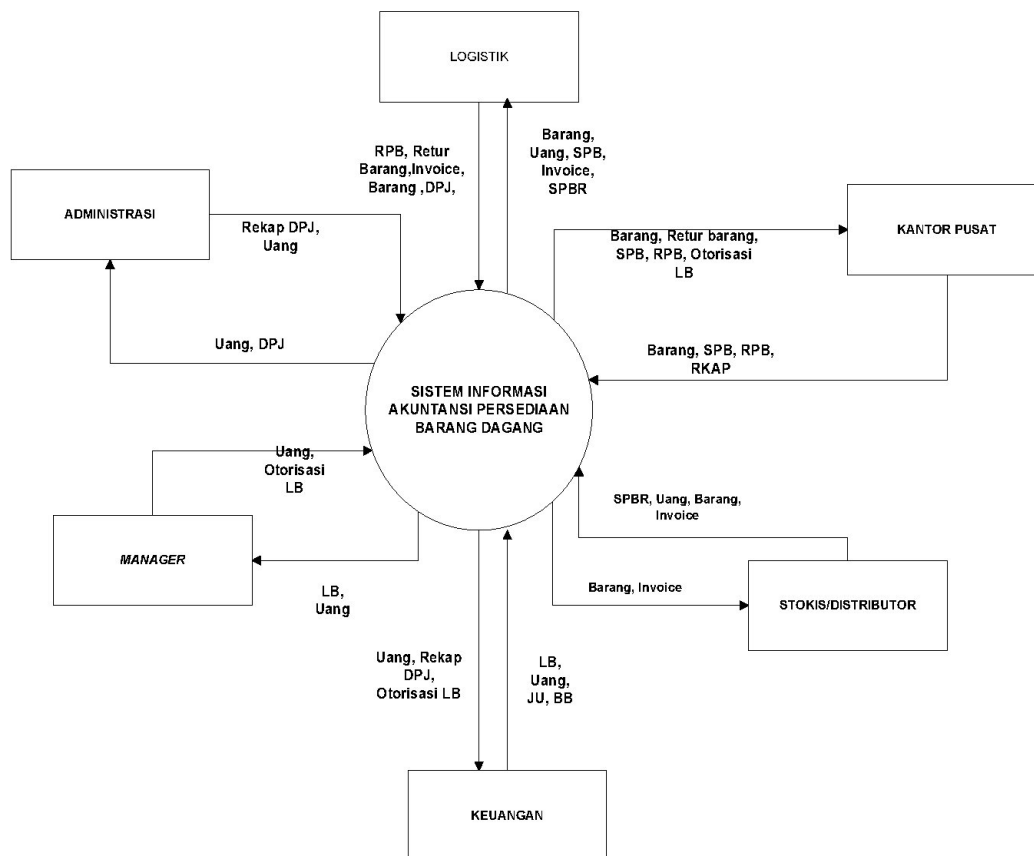 LOGISTIK
RPB, Retur
Barang,Invoice,
Barang ,DPJ,
Barang,
Uang, SPB,
Invoice,
SPBR
ADMINISTRASI
Rekap DPJ,
Uang
KANTOR PUSAT
Barang, Retur barang,
SPB, RPB, Otorisasi
LB
Uang, DPJ
Barang, SPB, RPB,
RKAP
SISTEM INFORMASI
AKUNTANSI PERSEDIAAN
BARANG DAGANG
Uang,
Otorisasi
LB
SPBR, Uang, Barang,
Invoice
MANAGER
LB,
Uang
Barang, Invoice
STOKIS/DISTRIBUTOR
Uang, Rekap
DPJ,
Otorisasi LB
LB,
Uang,
JU, BB
KEUANGAN